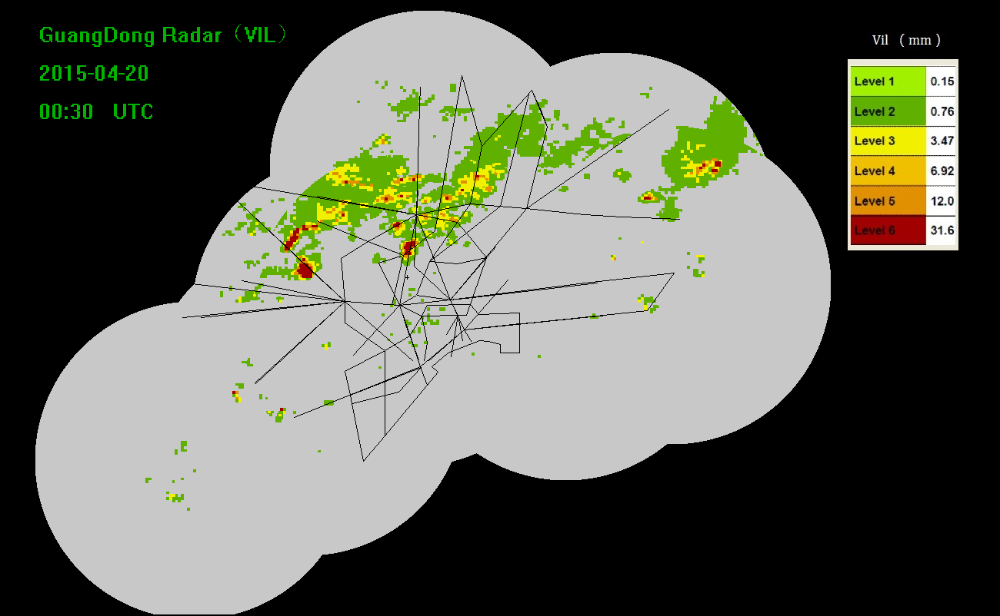 GuangDong Radar（VIL）
2015-04-20
00:30 UTC
Vil （mm）
Level 1 0.15
Level 2 0.76
Level 3 3.47
Level 4 6.92
Level 5 12.0
Level 6 31.6